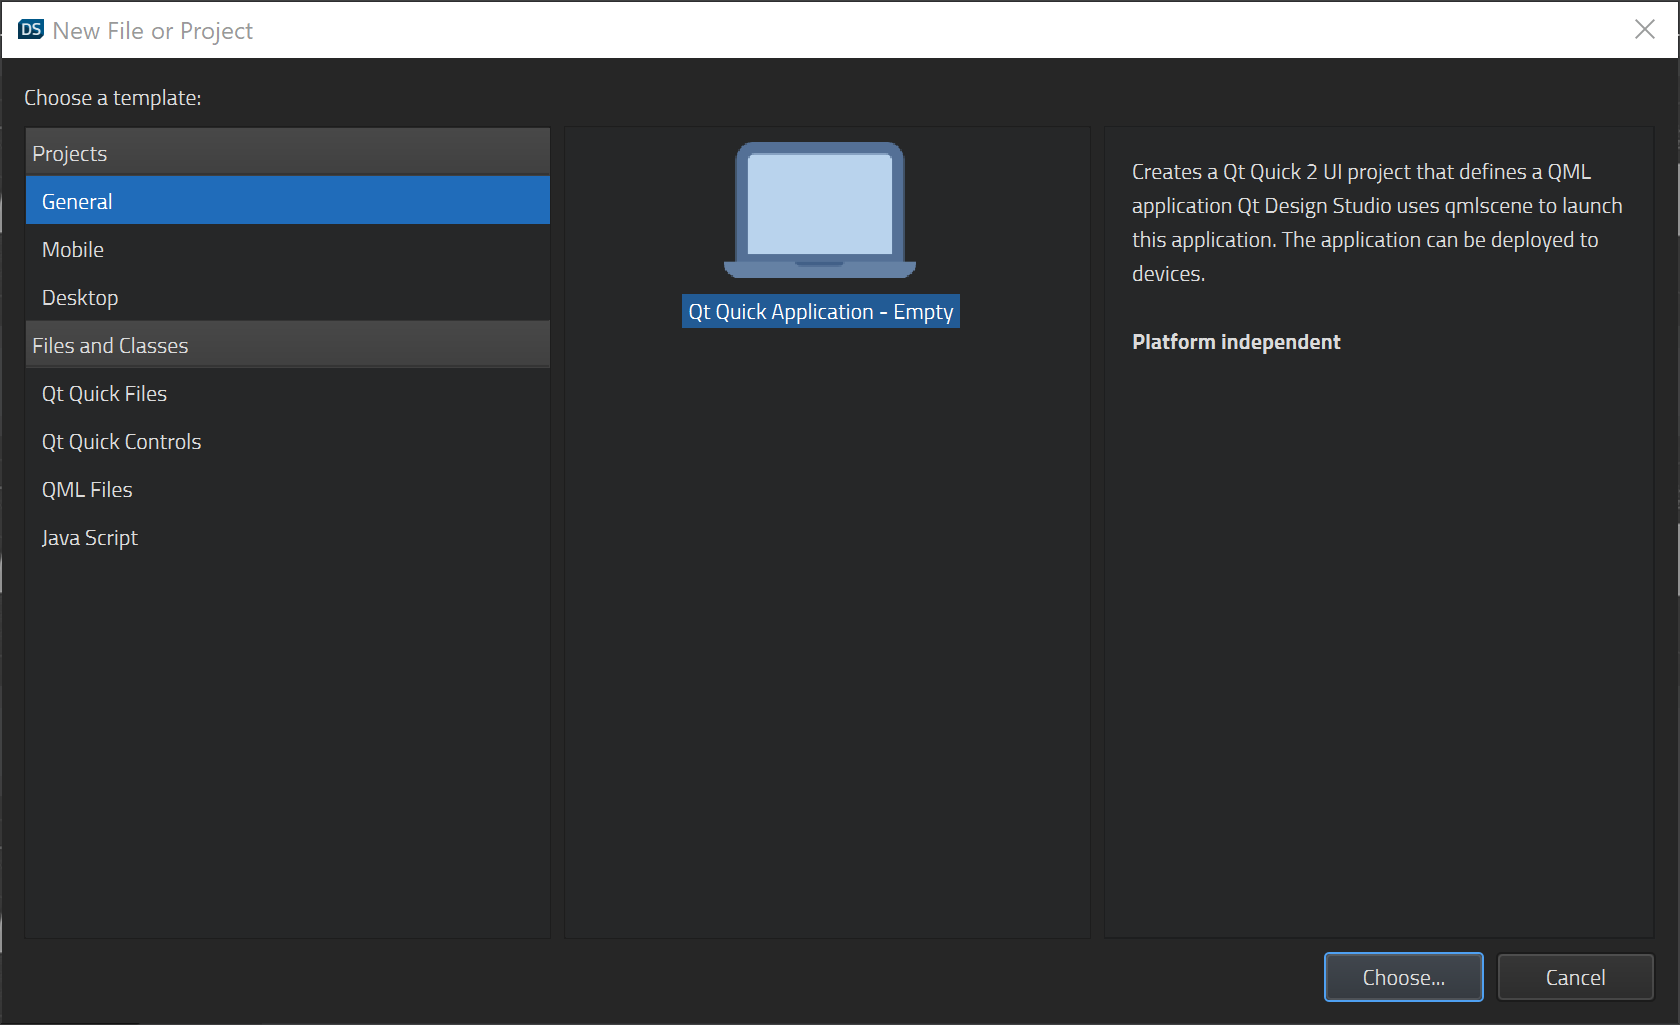 DS New File or Project
Choose a template:
Projects
General
Mobile
Desktop
Files and Classes
Qt Quick Files
Qt Quick Controls
QML Files
Java Script
Qt Quick Application - Empty
Creates a Qt Quick 2 UI project that defines a QML
application Qt Design Studio uses qmlscene to launch
this application. The application can be deployed to
devices.
Platform independent
Choose...
Cancel